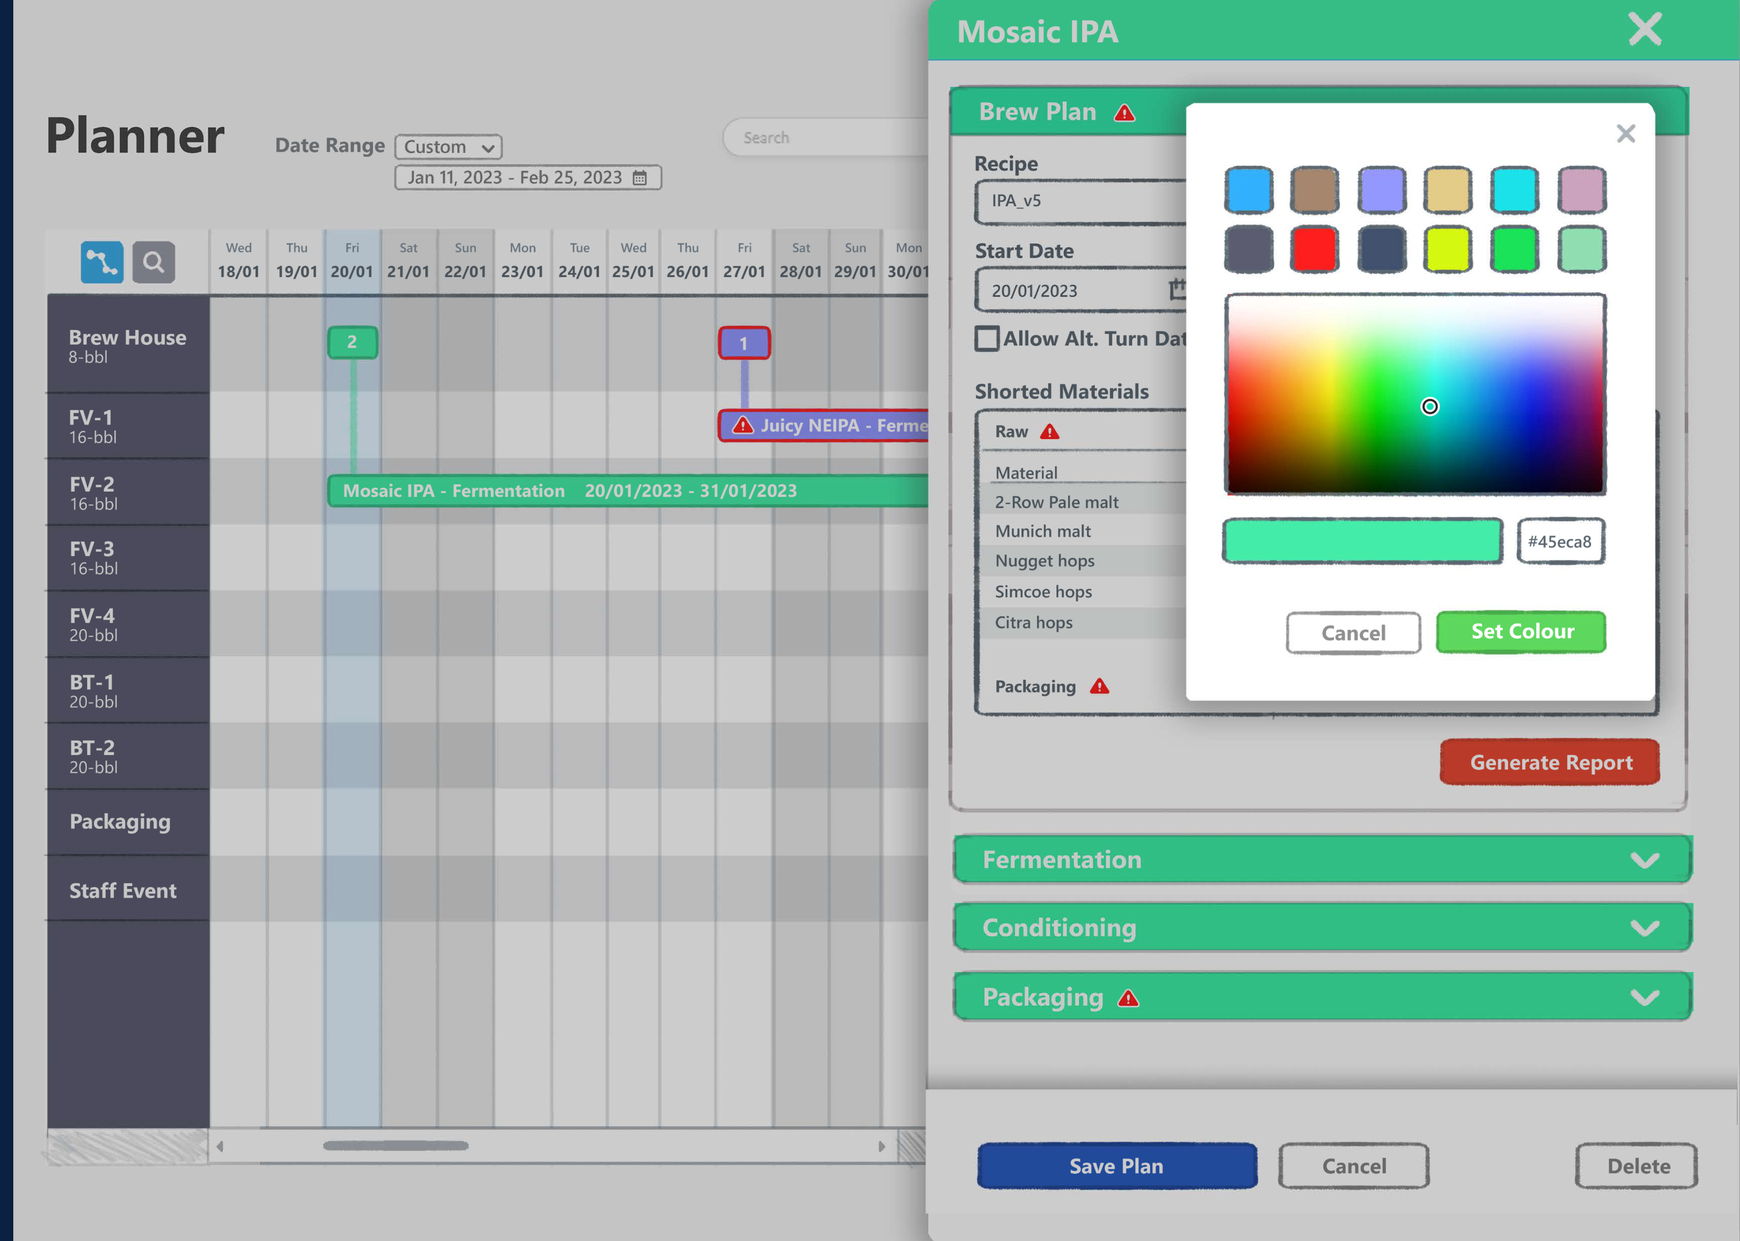 Mosaic IPA
Planner
Date Range
Custom
Jan 11, 2023 - Feb 25, 2023
Search
Wed Thu Fri Sat Sun Mon Tue Wed Thu Fri Sat Sun Mon
18/01 19/01 20/01 21/01 22/01 23/01 24/01 25/01 26/01 27/01 28/01 29/01 30/01
Brew House
8-bbl
2
1
FV-1
16-bbl
Juicy NEIPA - Ferme
FV-2
16-bbl
Mosaic IPA - Fermentation 20/01/2023 - 31/01/2023
FV-3
16-bbl
FV-4
20-bbl
BT-1
20-bbl
BT-2
20-bbl
Packaging
Staff Event
Brew Plan
Recipe
IPA_v5
Start Date
20/01/2023
Allow Alt. Turn Dat
Shorted Materials
Raw
Material
2-Row Pale malt
Munich malt
Nugget hops
Simcoe hops
Citra hops
Packaging
#45eca8
Cancel
Set Colour
Generate Report
Fermentation
Conditioning
Packaging
Save Plan
Cancel
Delete